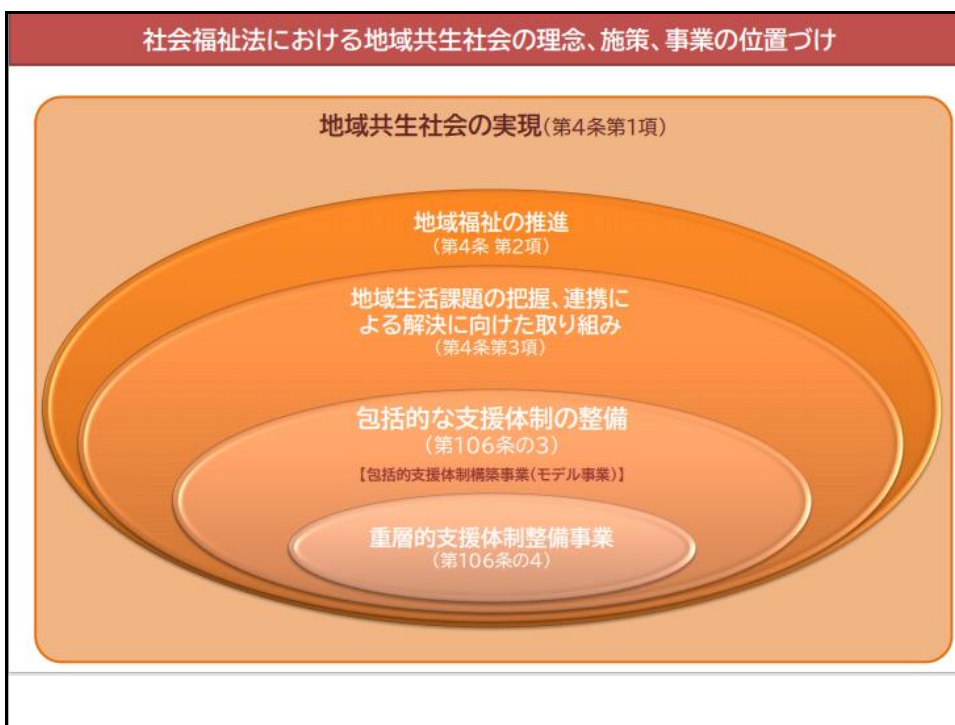 社会福祉法における地域共生社会の理念、施策、事業の位置づけ
地域共生社会の実現(第4条第1項)
地域福祉の推進
(第4条 第2項)
地域生活課題の把握、連携に
よる解決に向けた取り組み
(第4条第3項)
包括的な支援体制の整備
(第106条の3)
【包括的支援体制構築事業(モデル事業)】
重層的支援体制整備事業
(第106条の4)